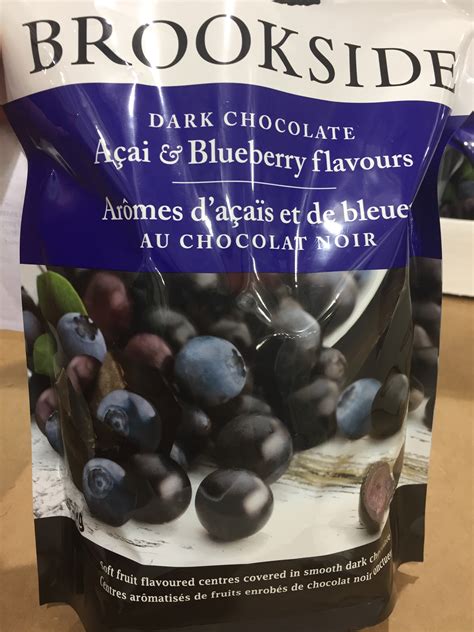 BROOKSIDE
DARK CHOCOLATE
Açai & Blueberry flavours
Arômes d'açaïs et de bleue
AU CHOCOLAT NOIR
Soft fruit flavoured centres covered in smooth dark
Centres aromatisés de fruits enrobés de chocolat noir